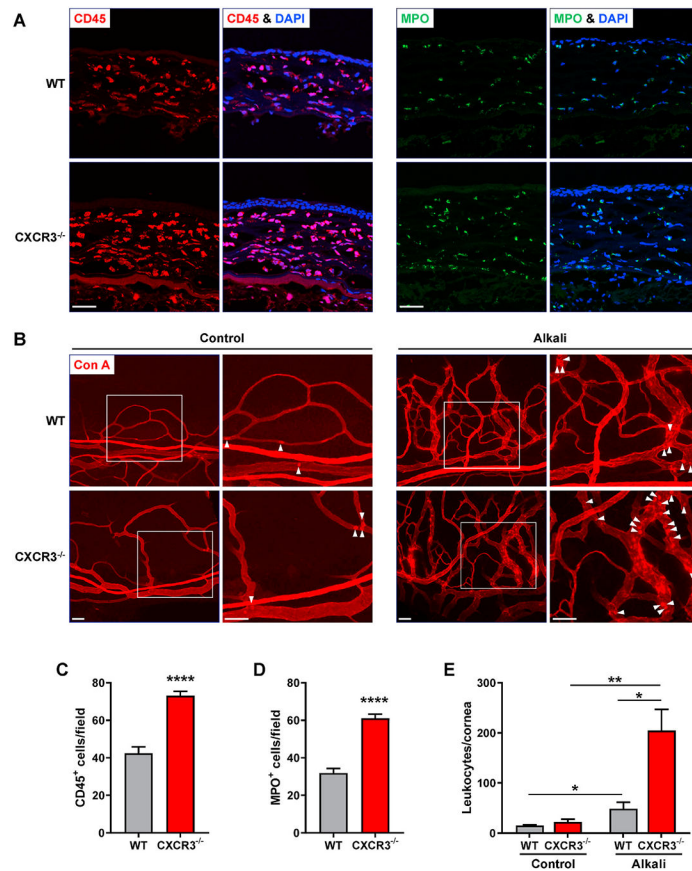 A
CD45
CD45 & DAPI
MPO
MPO & DAPI
WT
CXCR3-/-
B
Control
Alkali
Con A
WT
CXCR3-/-
C
CD45+ cells/field
80
60
40
20
0
****
WT CXCR3-/-
D
MPO+ cells/field
80
60
40
20
0
****
WT CXCR3-/-
E
Leukocytes/cornea
300
200
100
0
**
*
*
WT CXCR3-/- WT CXCR3-/-
Control Alkali